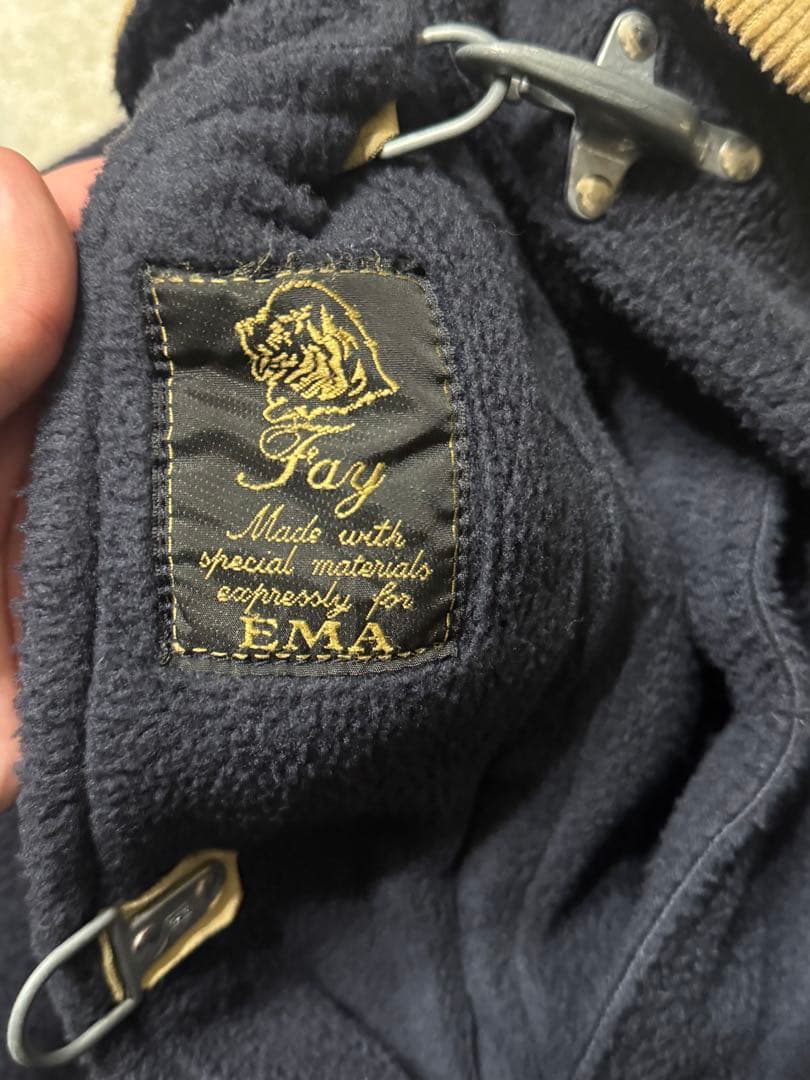 Fay
Made with
special materials
expressly for
EMA